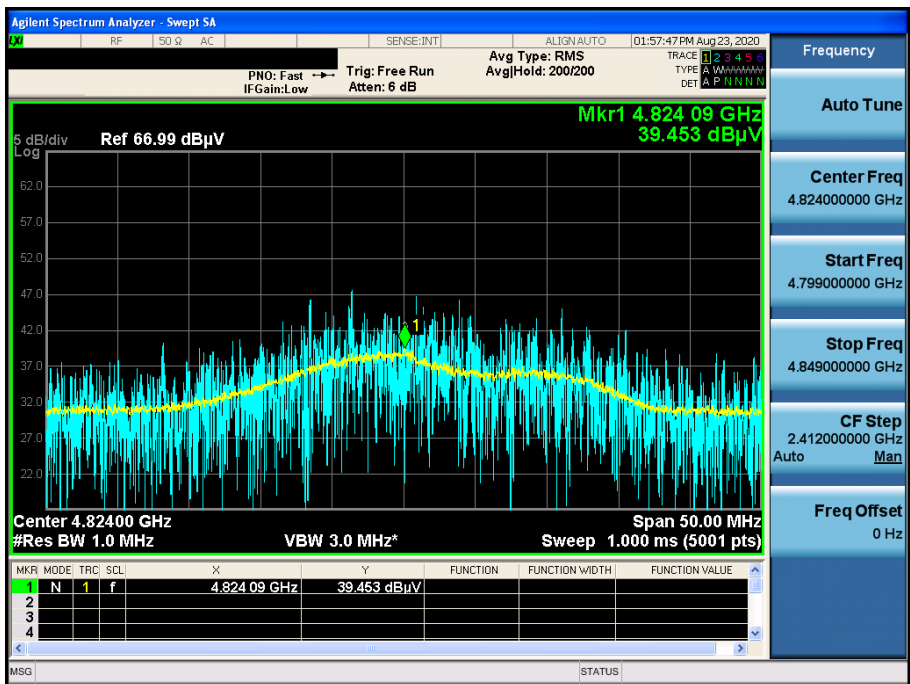 Agilent Spectrum Analyzer - Swept SA
LXI RF 50 Ω AC SENSE:INT ALIGN AUTO 01:57:47 PM Aug 23, 2020
PNO: Fast Trig: Free Run Avg Type: RMS TRACE 1 2 3 4 5 6
IFGain:Low Atten: 6 dB Avg|Hold: 200/200 TYPE A WWWWW
DET A P N N N N
Mkr1 4.824 09 GHz
39.453 dBµV
5 dB/div Ref 66.99 dBµV
Log
62.0
57.0
52.0
47.0
42.0
37.0
32.0
27.0
22.0
1
Center 4.82400 GHz Span 50.00 MHz
#Res BW 1.0 MHz VBW 3.0 MHz* Sweep 1.000 ms (5001 pts)
MKR MODE TRC SCL X Y FUNCTION FUNCTION WIDTH FUNCTION VALUE
1 N 1 f 4.824 09 GHz 39.453 dBµV
2
3
4
MSG STATUS
Frequency
Auto Tune
Center Freq
4.824000000 GHz
Start Freq
4.799000000 GHz
Stop Freq
4.849000000 GHz
CF Step
2.412000000 GHz
Auto Man
Freq Offset
0 Hz